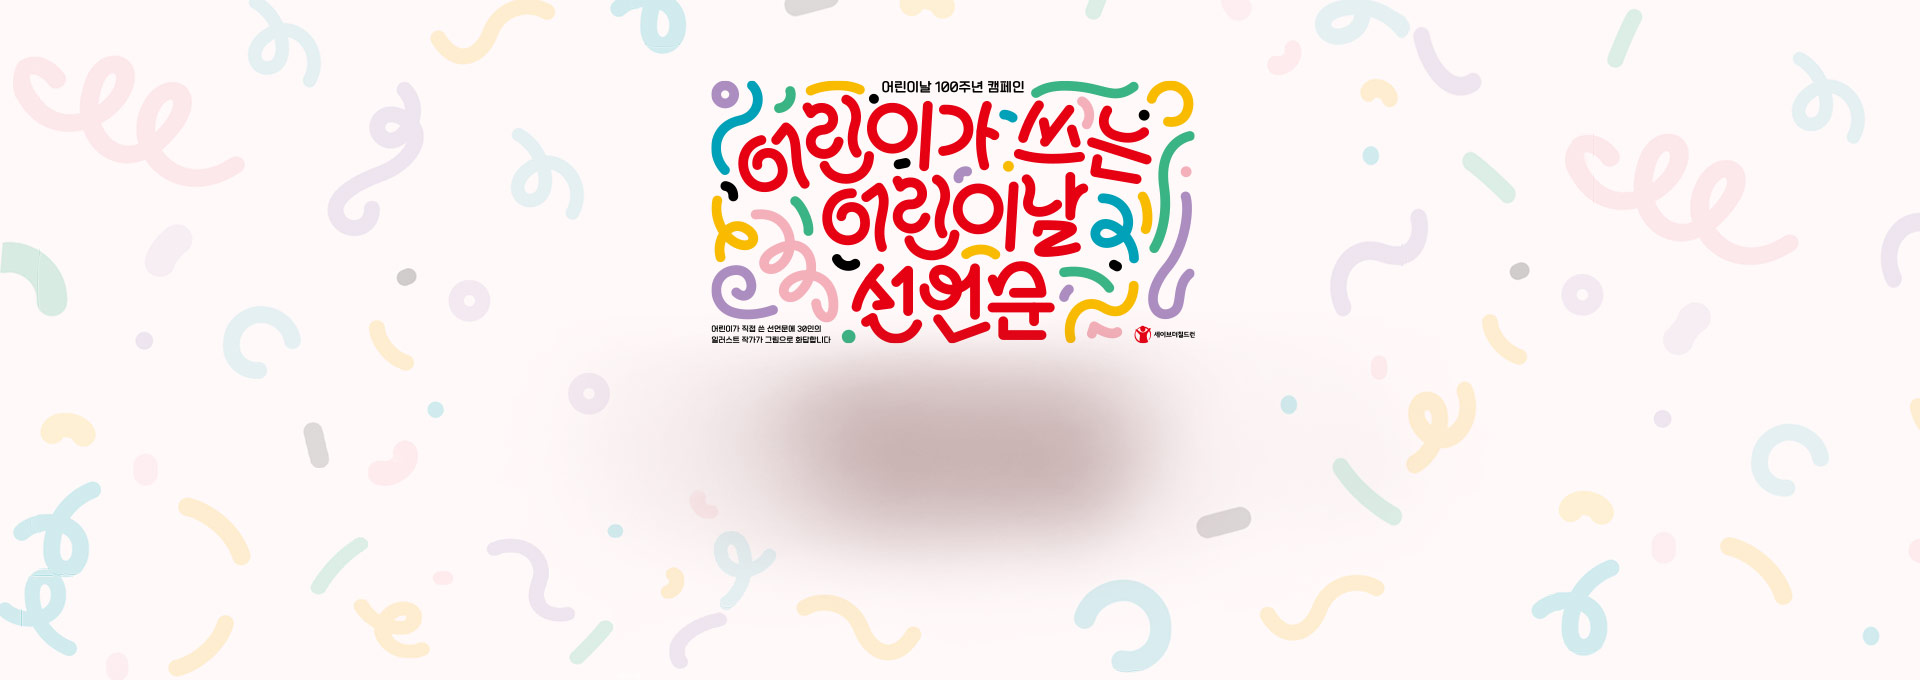 어린이날 100주년 캠페인
어린이가 쓰는
어린이날
선언문
어린이가 직접 쓴 선언문에 30인의
일러스트 작가가 그림으로 화답합니다
세이브더칠드런